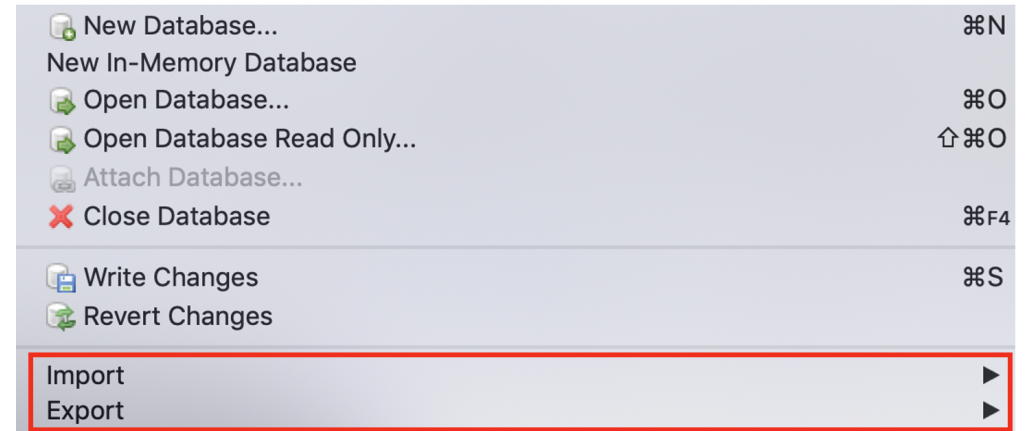 New Database... ⌘N
New In-Memory Database
Open Database... ⌘O
Open Database Read Only... ⇧⌘O
Attach Database...
Close Database ⌘F4
Write Changes ⌘S
Revert Changes
Import ▶
Export ▶